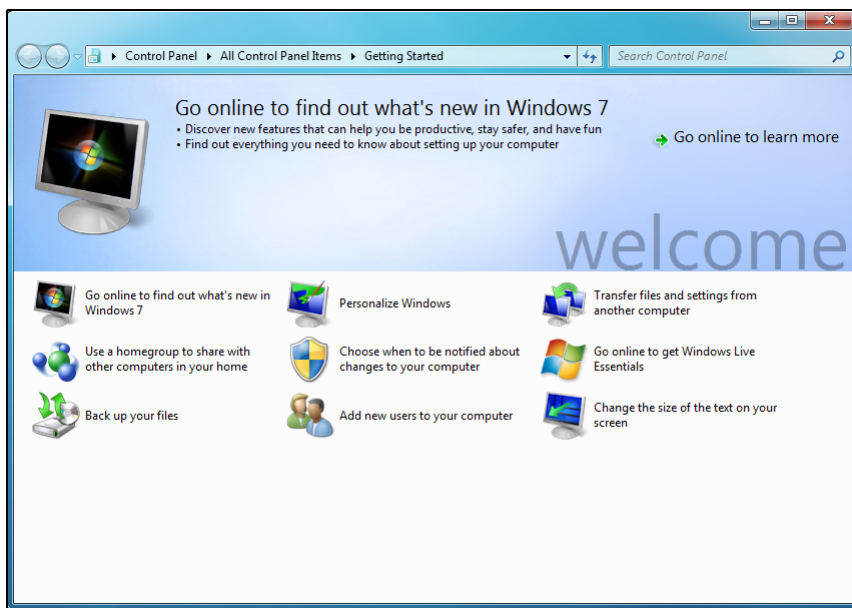 Control Panel All Control Panel Items Getting Started
Search Control Panel
Go online to find out what's new in Windows 7
• Discover new features that can help you be productive, stay safer, and have fun
• Find out everything you need to know about setting up your computer
Go online to learn more
welcome
Go online to find out what's new in
Windows 7
Personalize Windows
Transfer files and settings from
another computer
Use a homegroup to share with
other computers in your home
Choose when to be notified about
changes to your computer
Go online to get Windows Live
Essentials
Back up your files
Add new users to your computer
Change the size of the text on your
screen